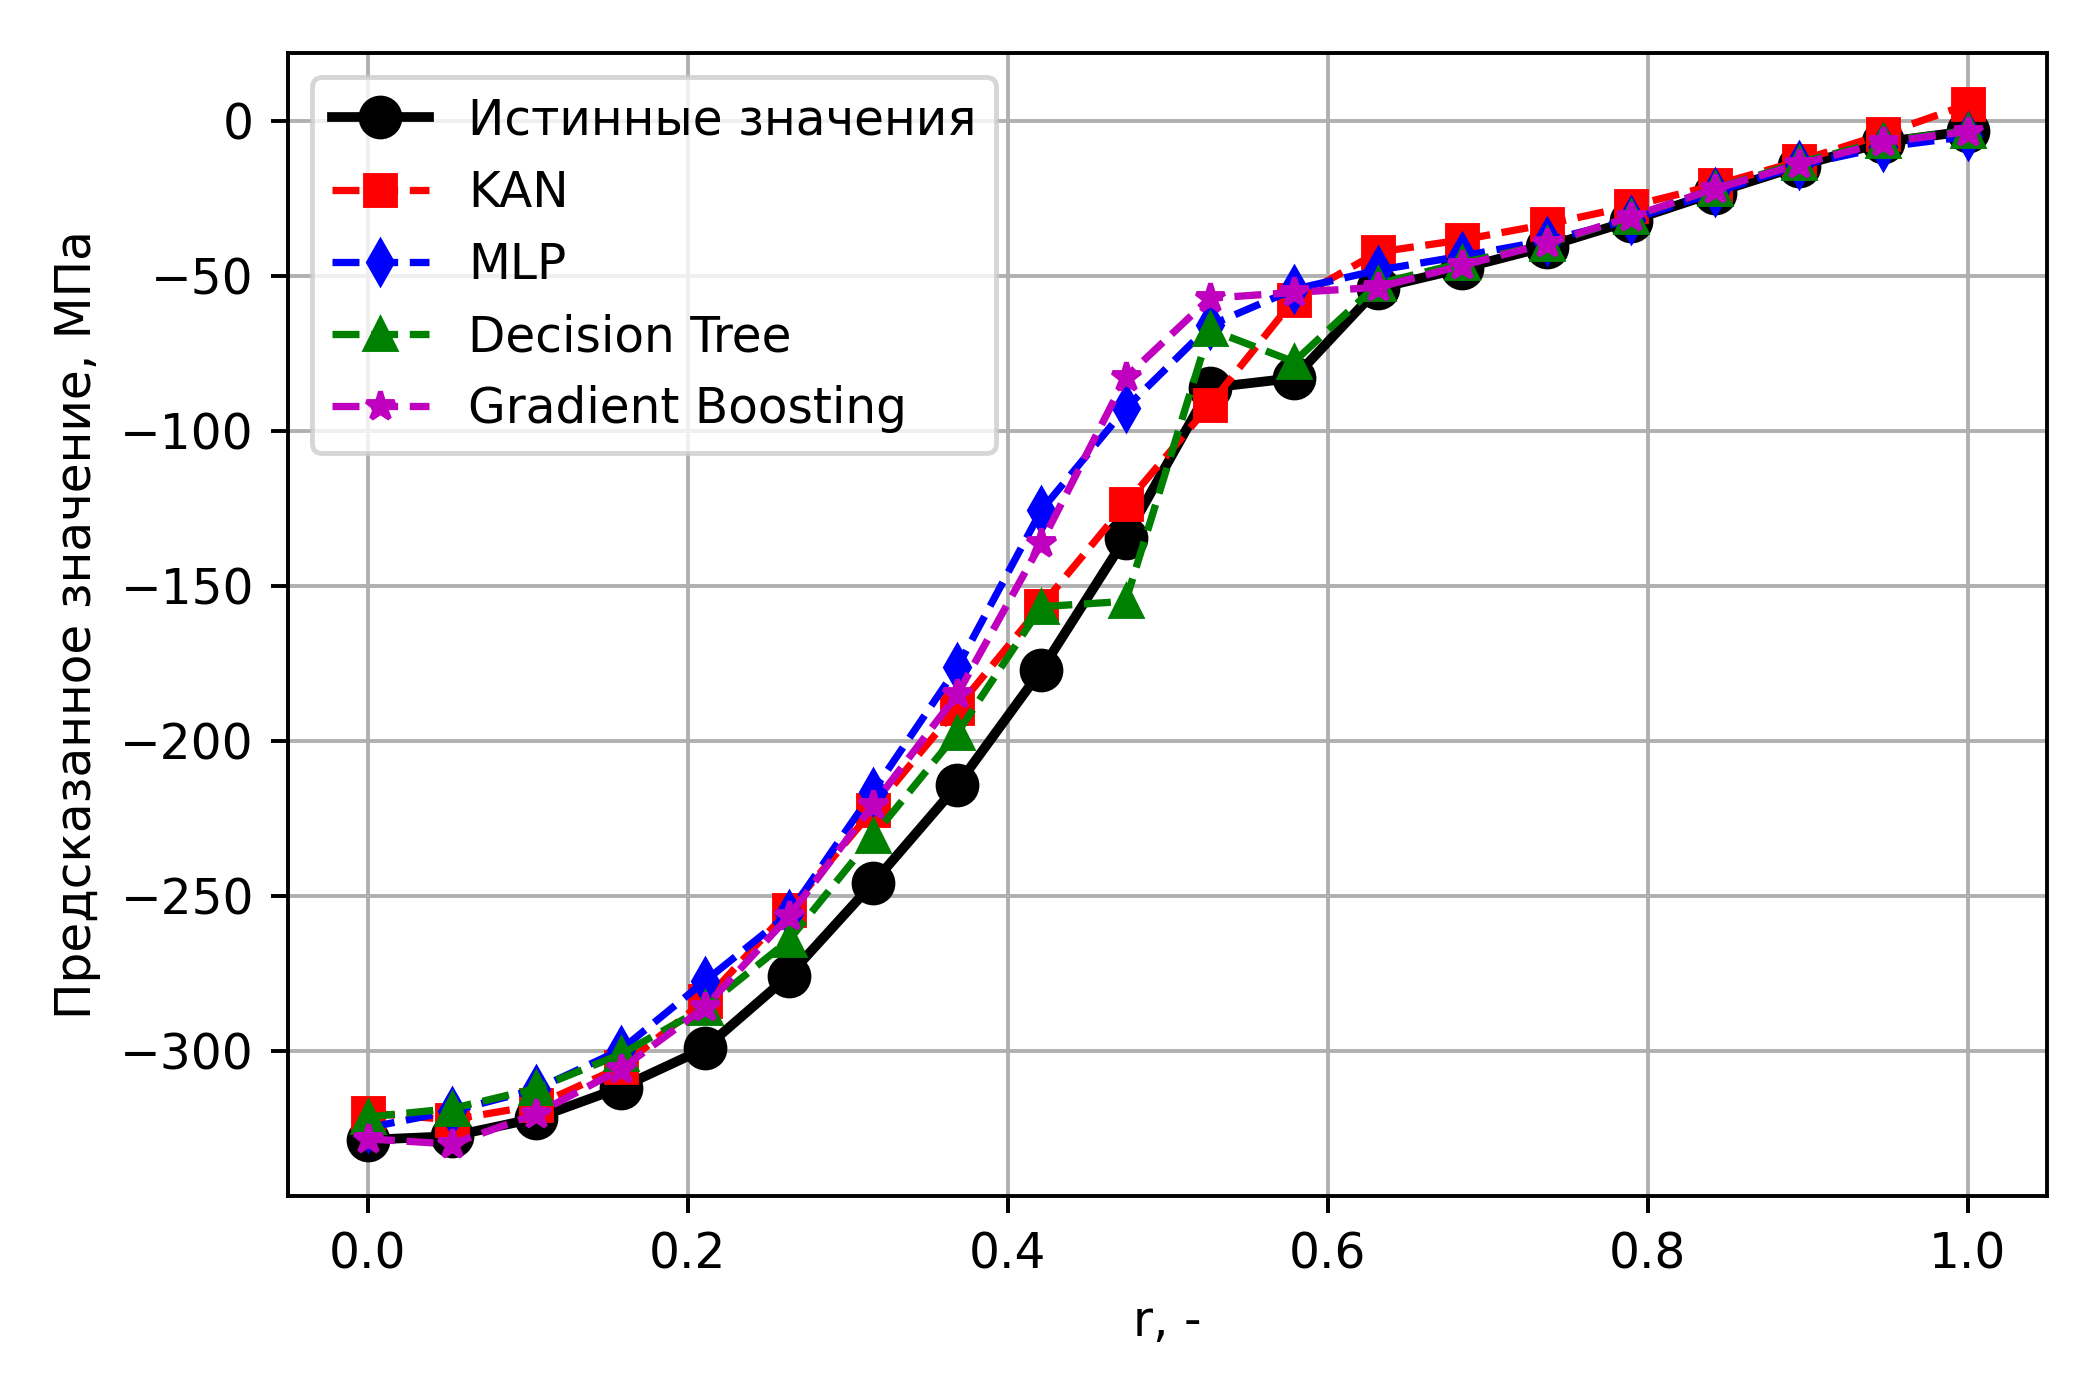 Истинные значения
KAN
MLP
Decision Tree
Gradient Boosting
Предсказанное значение, МПа
0
−50
−100
−150
−200
−250
−300
0.0 0.2 0.4 0.6 0.8 1.0
r, -